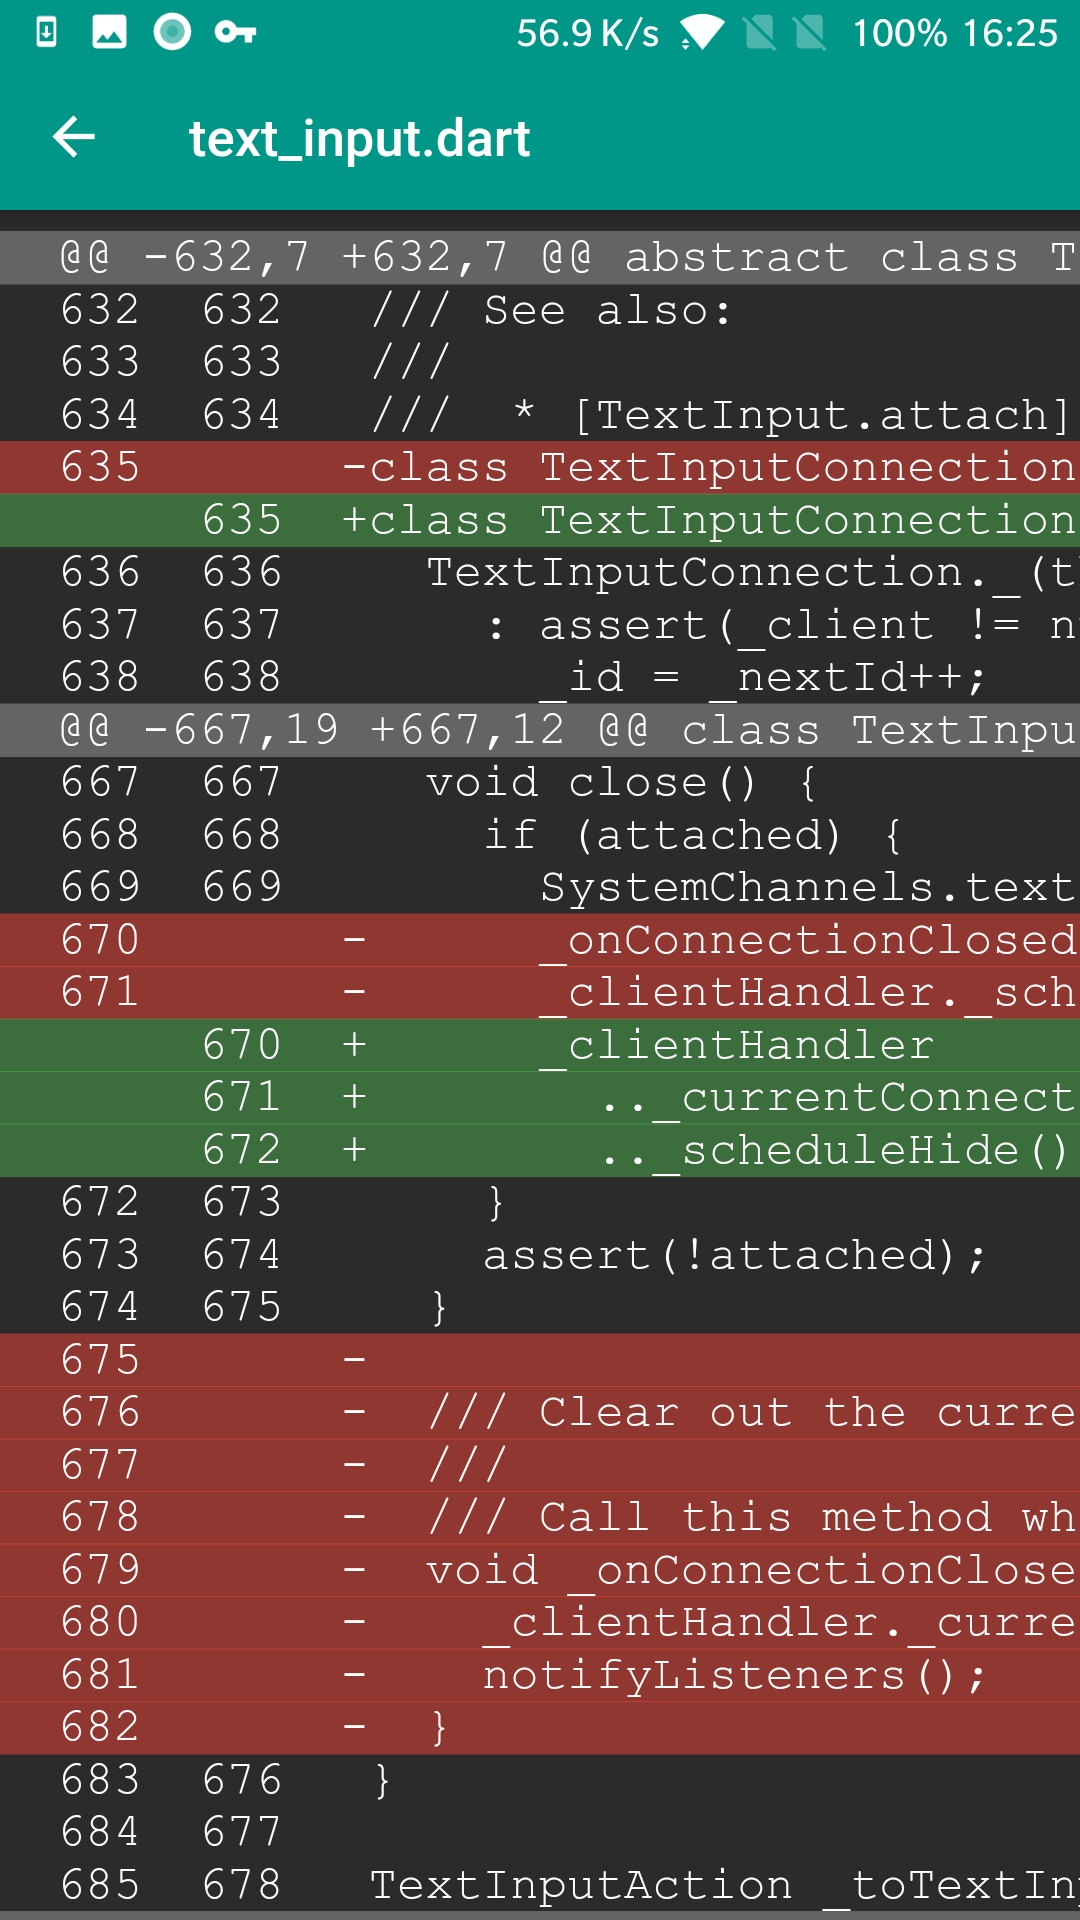 56.9 K/s 100% 16:25
text_input.dart
@@ -632,7 +632,7 @@ abstract class T
632 632 /// See also:
633 633 ///
634 634 /// * [TextInput.attach]
635 -class TextInputConnection
635 +class TextInputConnection
636 636 TextInputConnection._(t
637 637 : assert(_client != n
638 638 _id = _nextId++;
@@ -667,19 +667,12 @@ class TextInpu
667 667 void close() {
668 668 if (attached) {
669 669 SystemChannels.text
670 - _onConnectionClosed
671 - _clientHandler._sch
670 + _clientHandler
671 + .._currentConnect
672 + .._scheduleHide()
672 673 }
673 674 assert(!attached);
674 675 }
675 -
676 - /// Clear out the curre
677 - ///
678 - /// Call this method wh
679 - void _onConnectionClose
680 - _clientHandler._curre
681 - notifyListeners();
682 - }
683 676 }
684 677
685 678 TextInputAction _toTextIn